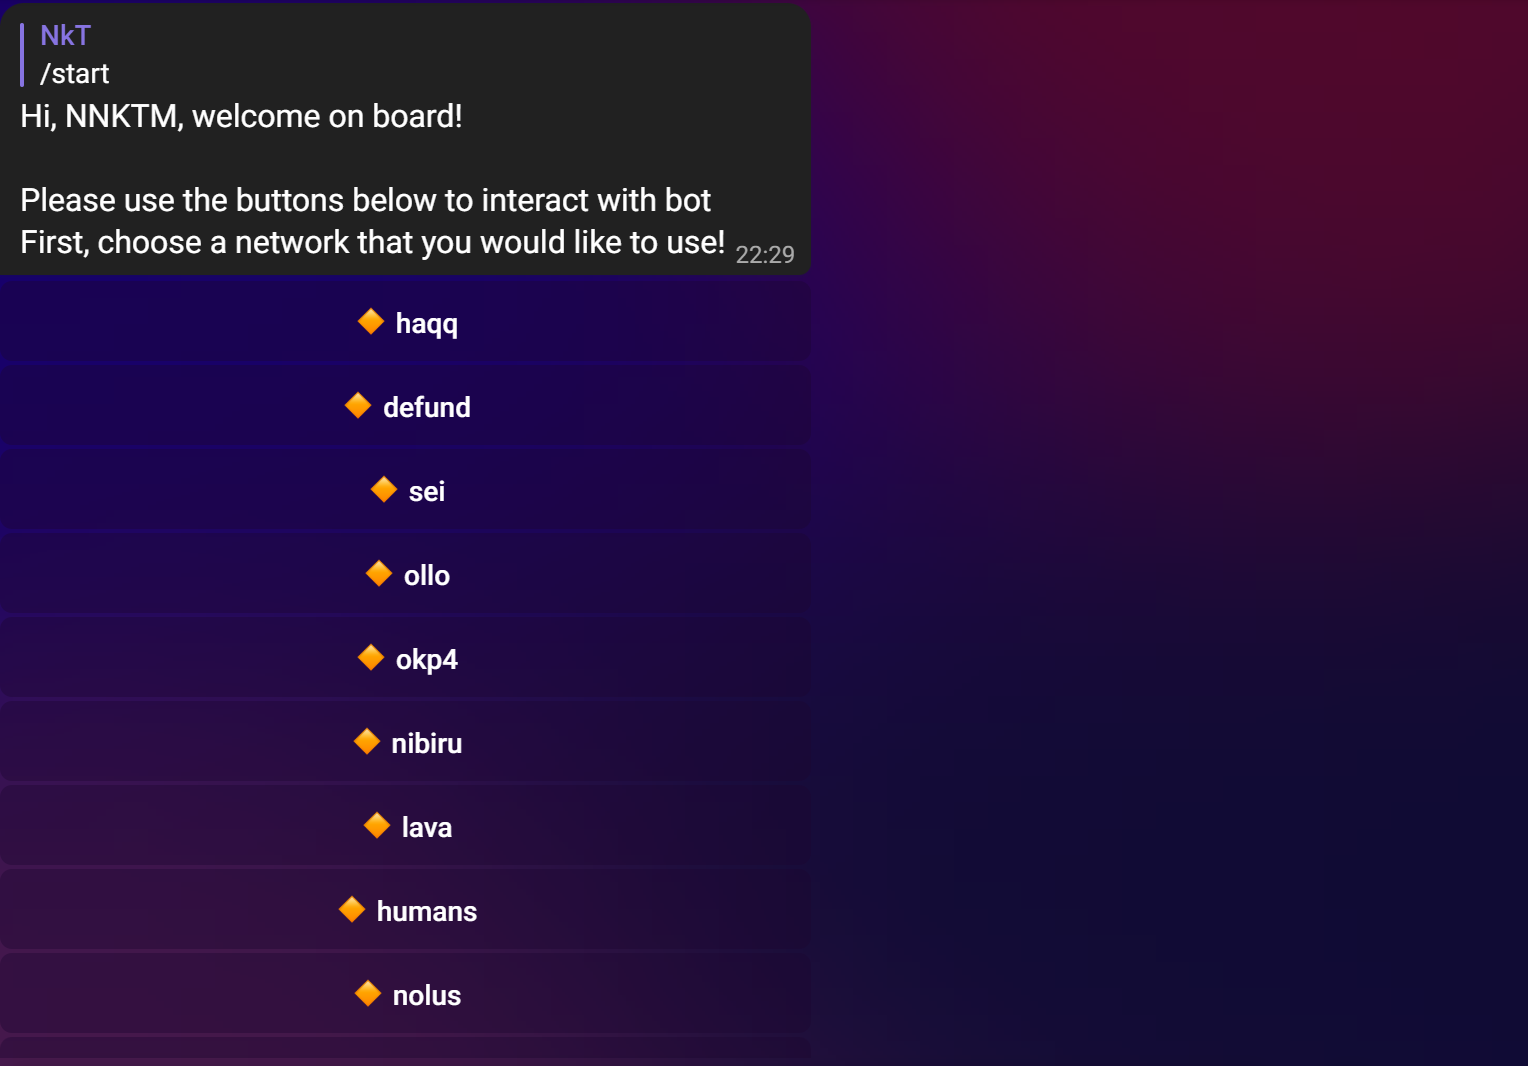 NkT
/start
Hi, NNKTM, welcome on board!
Please use the buttons below to interact with bot
First, choose a network that you would like to use! 22:29
🔶 haqq
🔶 defund
🔶 sei
🔶 ollo
🔶 okp4
🔶 nibiru
🔶 lava
🔶 humans
🔶 nolus